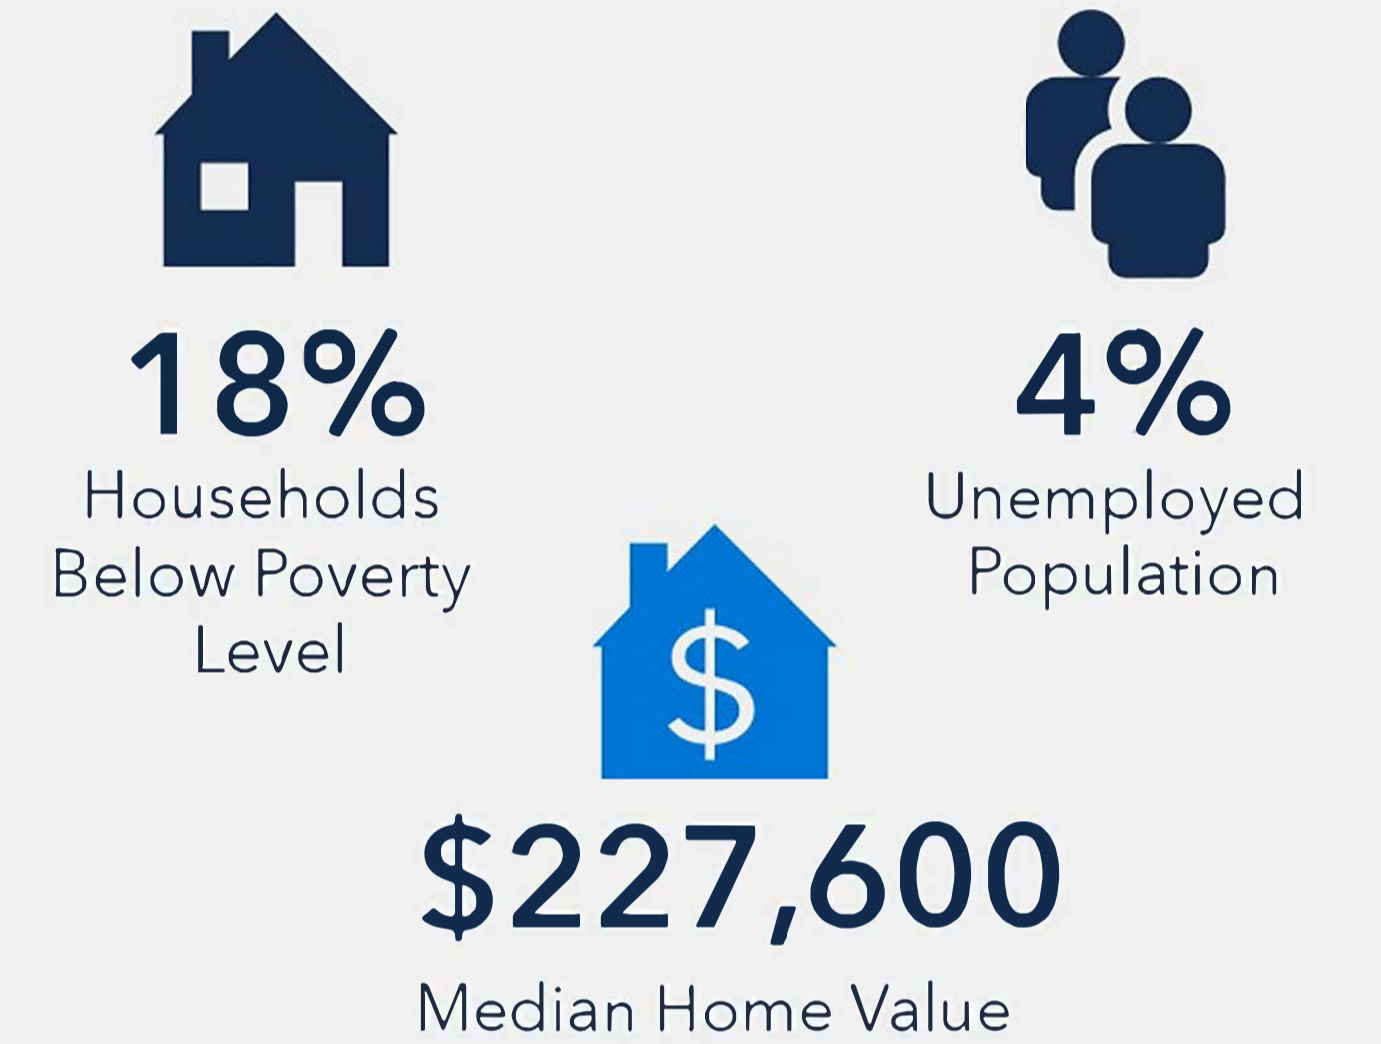 18%
Households
Below Poverty
Level
4%
Unemployed
Population
$
$227,600
Median Home Value